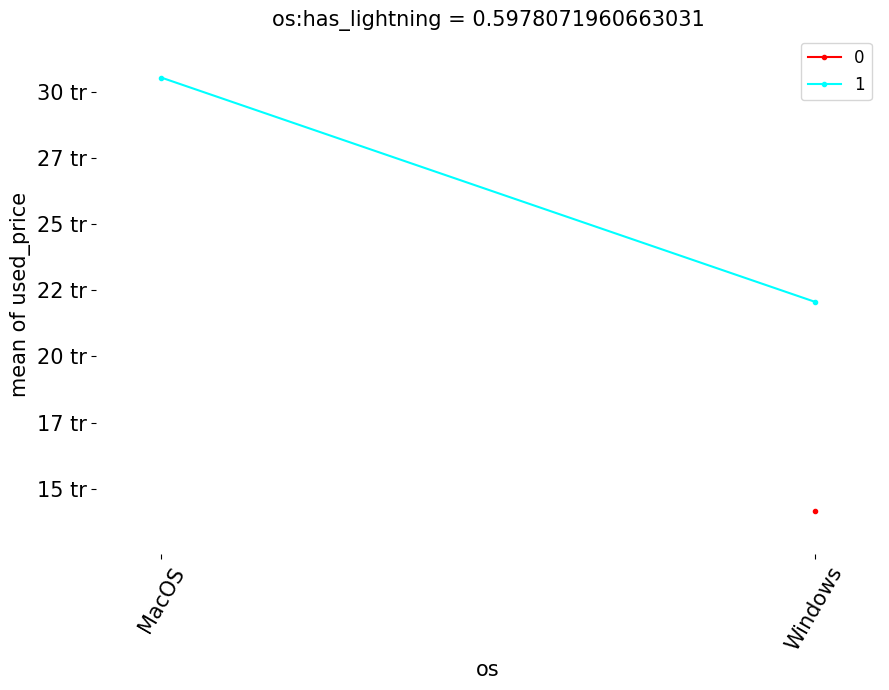 os:has_lightning = 0.5978071960663031
0
1
30 tr
27 tr
25 tr
22 tr
20 tr
17 tr
15 tr
mean of used_price
MacOS
Windows
os